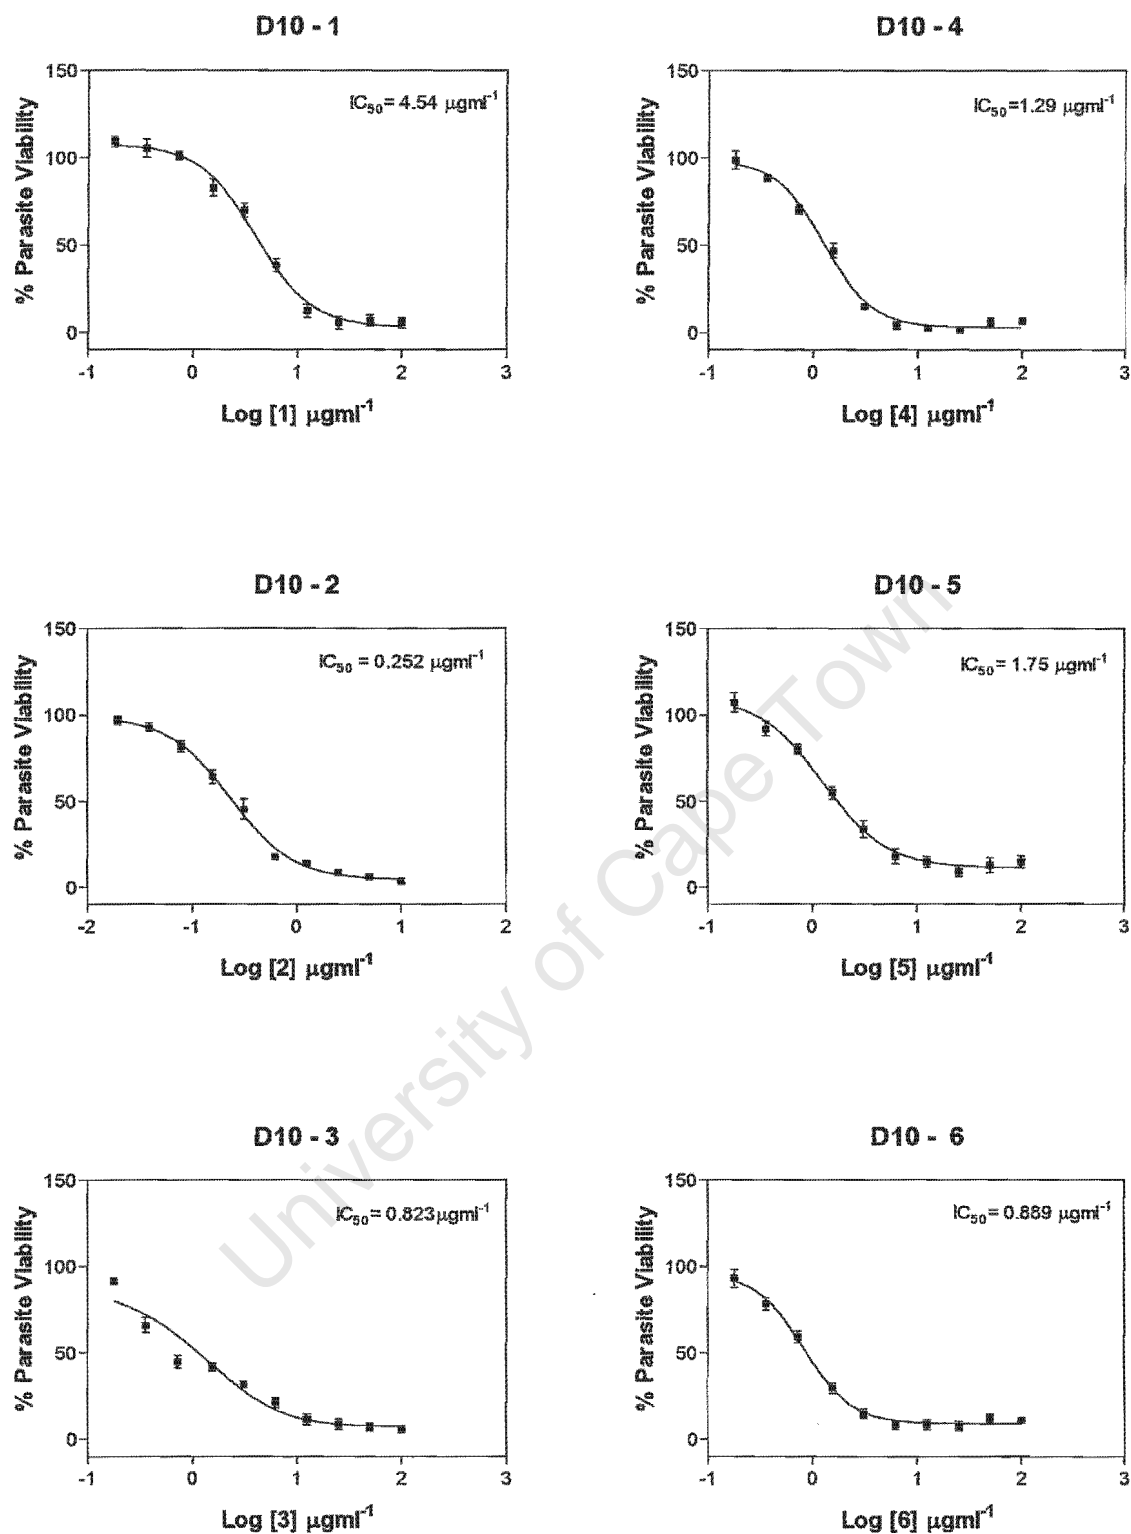 D10 - 1
IC50= 4.54 µgml-1
% Parasite Viability
150
100
50
0
-1 0 1 2 3
Log [1] µgml-1
D10 - 4
IC50=1.29 µgml-1
% Parasite Viability
150
100
50
0
-1 0 1 2 3
Log [4] µgml-1
D10 - 2
IC50 = 0.252 µgml-1
% Parasite Viability
150
100
50
0
-2 -1 0 1 2
Log [2] µgml-1
D10 - 5
IC50= 1.75 µgml-1
% Parasite Viability
150
100
50
0
-1 0 1 2 3
Log [5] µgml-1
D10 - 3
IC50= 0.823µgml-1
% Parasite Viability
150
100
50
0
-1 0 1 2 3
Log [3] µgml-1
D10 - 6
IC50= 0.889 µgml-1
% Parasite Viability
150
100
50
0
-1 0 1 2 3
Log [6] µgml-1
University of Cape Town